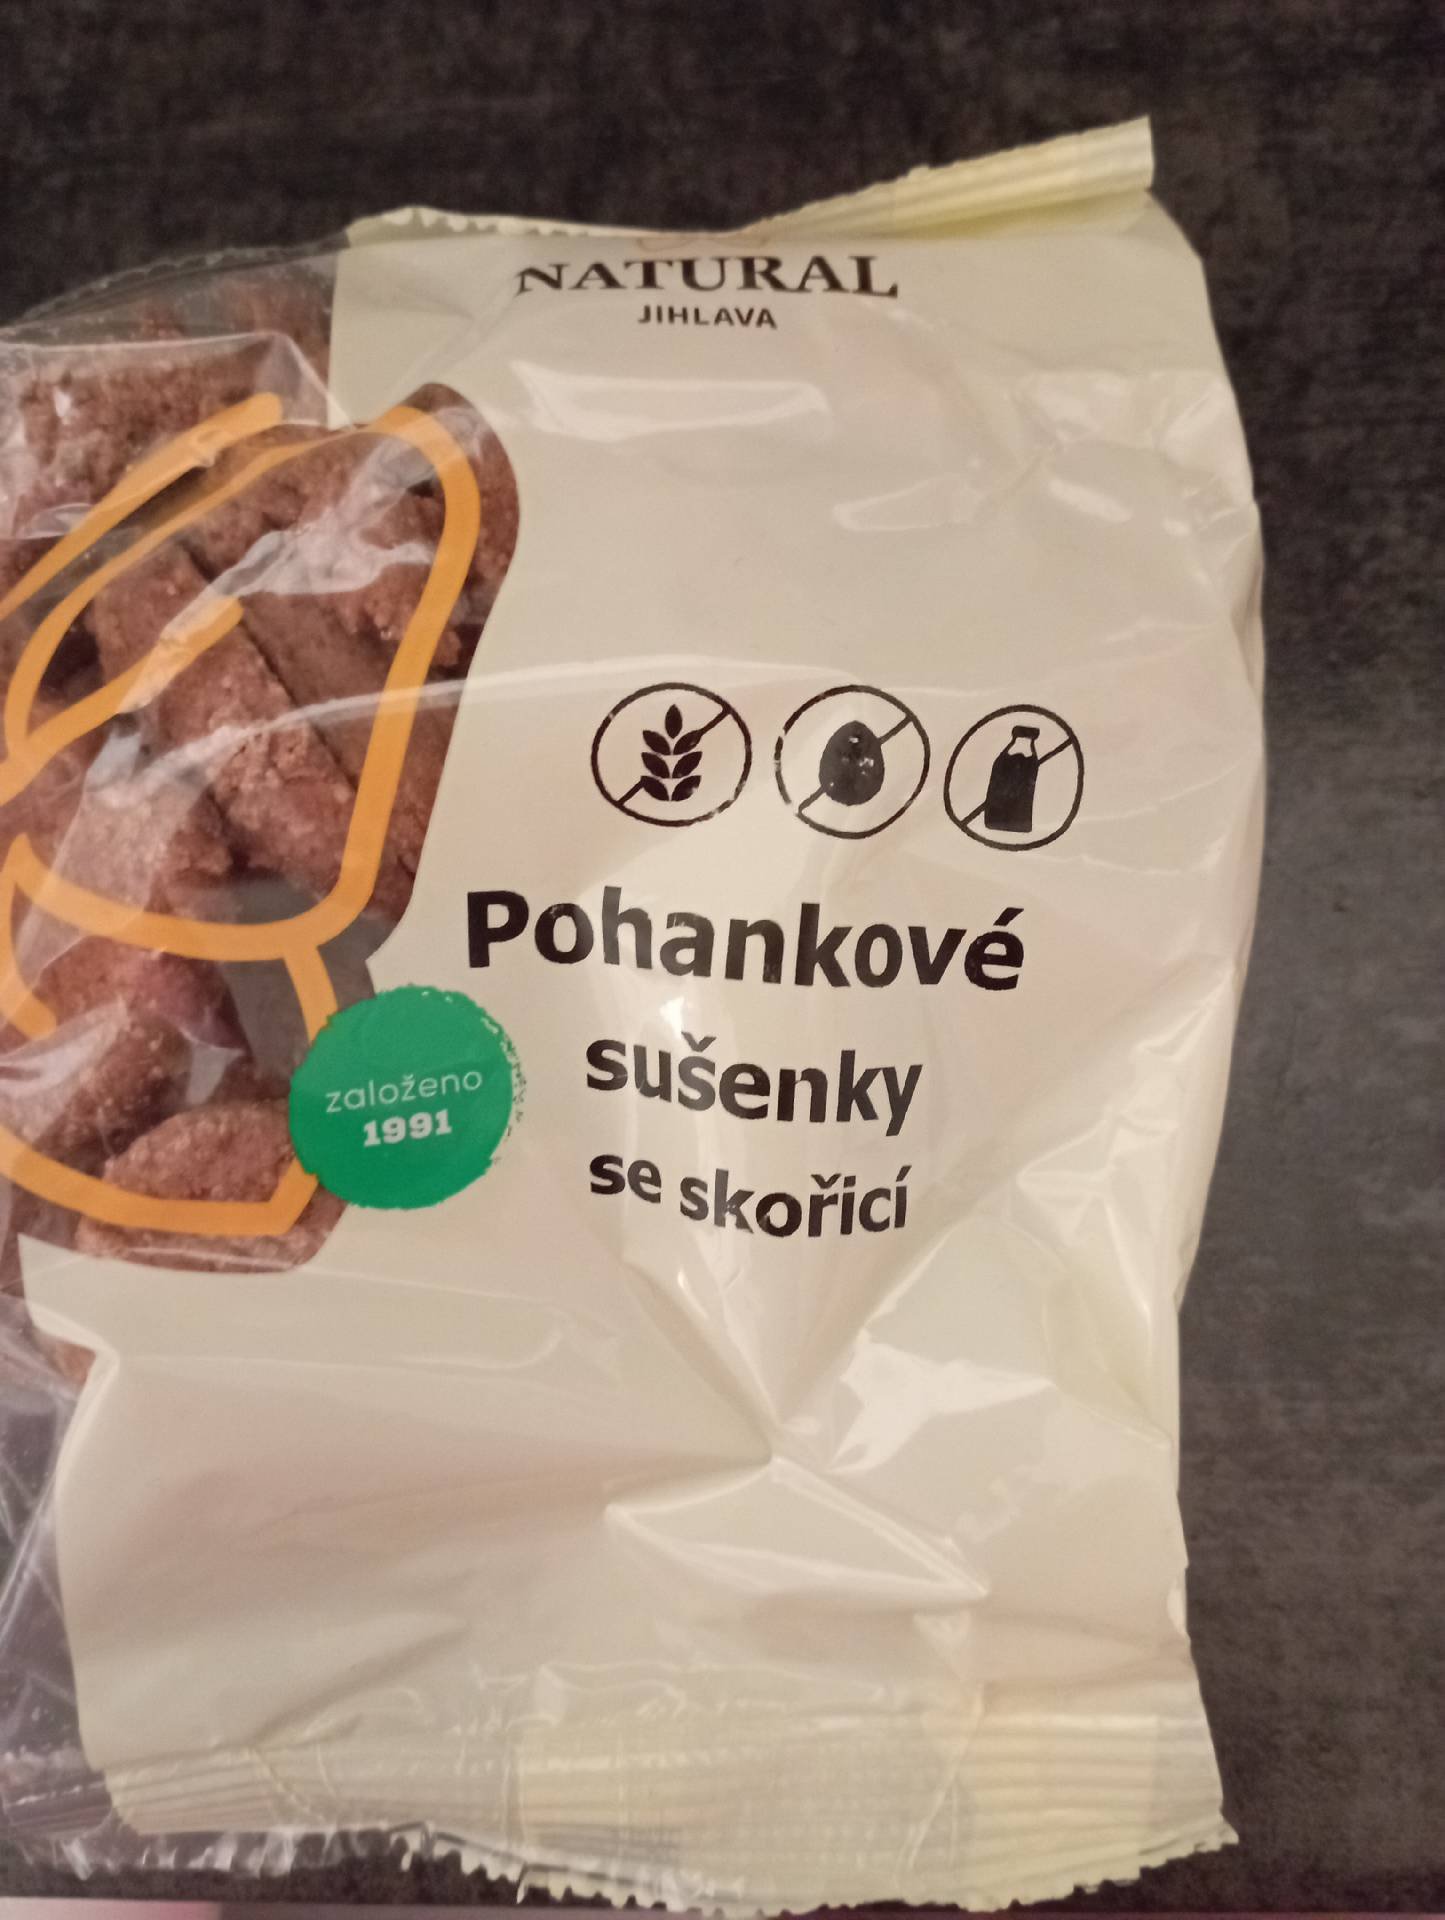 NATURAL
JIHLAVA
Pohankové
sušenky
se skořicí
založeno
1991